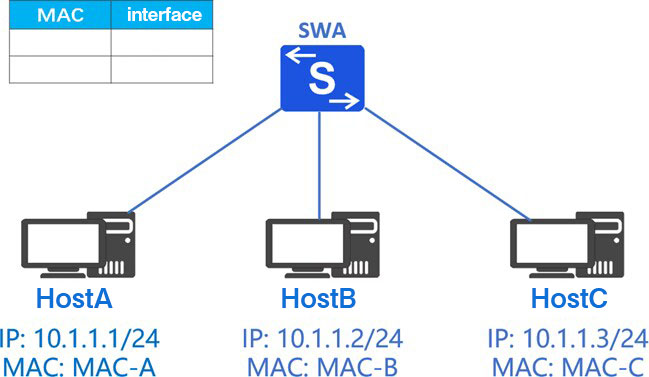 MAC interface
SWA
S
HostA HostB HostC
IP: 10.1.1.1/24 IP: 10.1.1.2/24 IP: 10.1.1.3/24
MAC: MAC-A MAC: MAC-B MAC: MAC-C